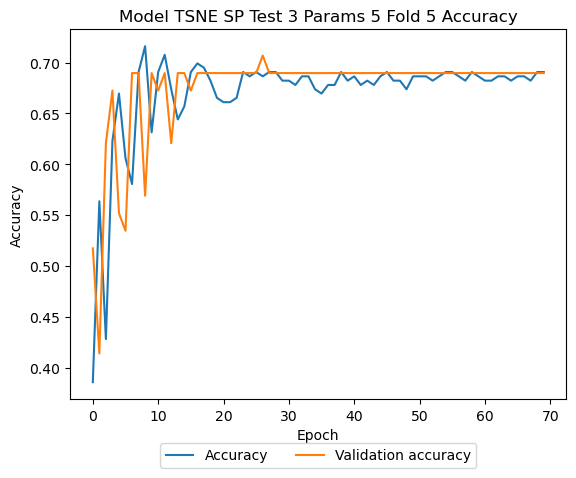 Model TSNE SP Test 3 Params 5 Fold 5 Accuracy
Accuracy
0.70
0.65
0.60
0.55
0.50
0.45
0.40
0 10 20 30 40 50 60 70
Epoch
Accuracy Validation accuracy